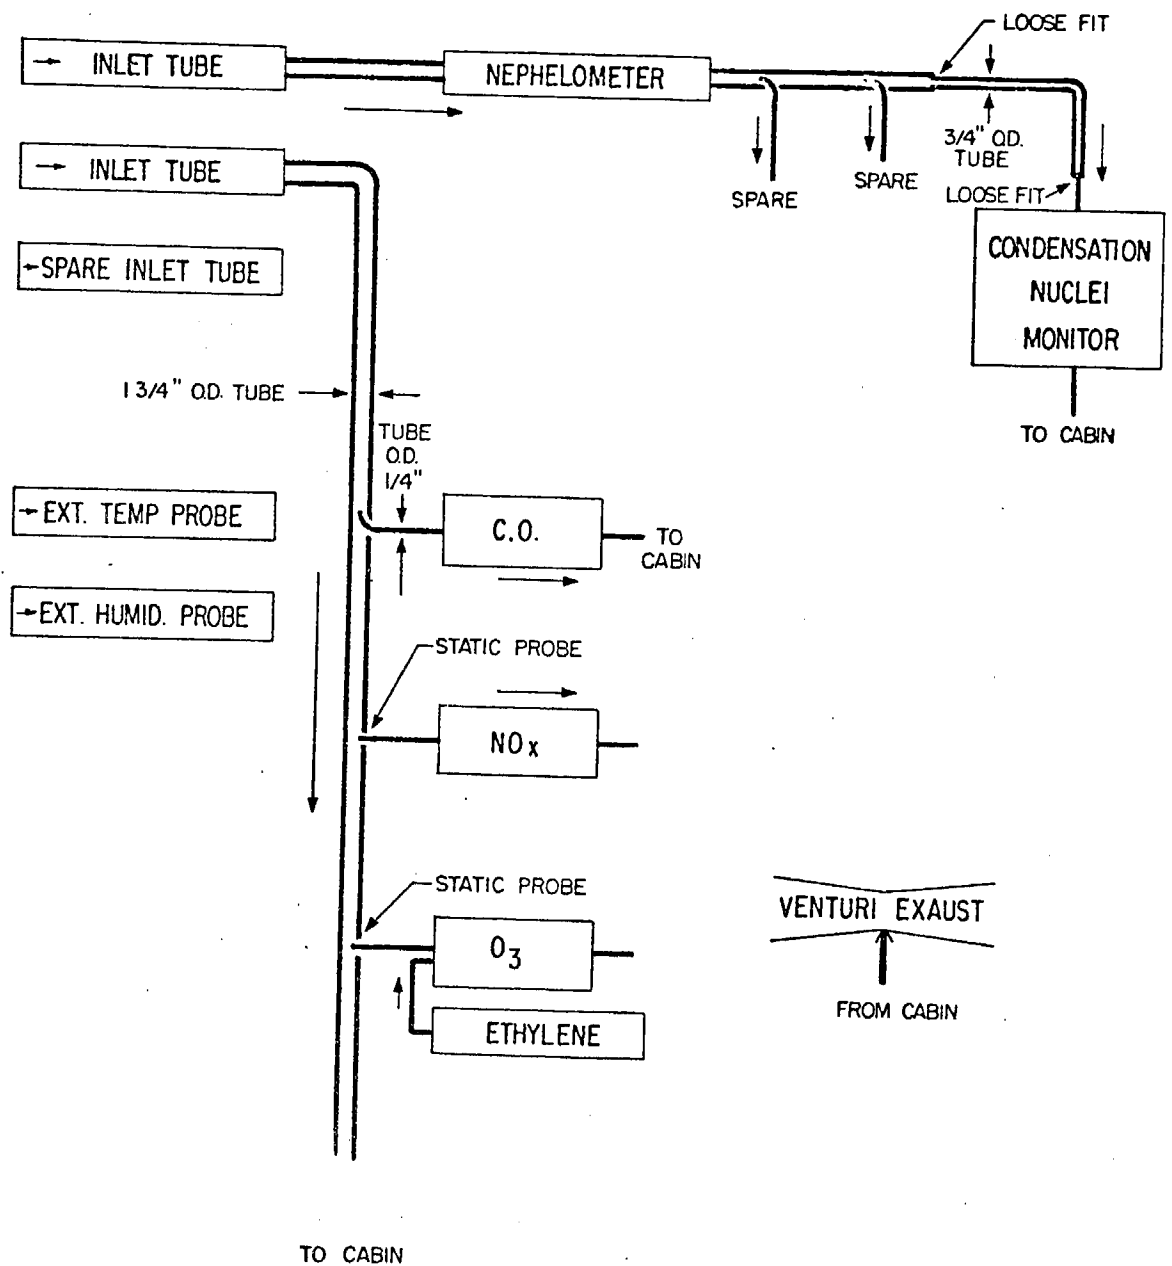 LOOSE FIT
INLET TUBE
NEPHELOMETER
3/4" O.D.
TUBE
INLET TUBE
SPARE
SPARE
LOOSE FIT
SPARE INLET TUBE
CONDENSATION
NUCLEI
MONITOR
1 3/4" O.D. TUBE
TUBE
O.D.
1/4"
TO CABIN
EXT. TEMP PROBE
C.O.
TO
CABIN
EXT. HUMID. PROBE
STATIC PROBE
NOx
STATIC PROBE
O3
VENTURI EXAUST
FROM CABIN
ETHYLENE
TO CABIN